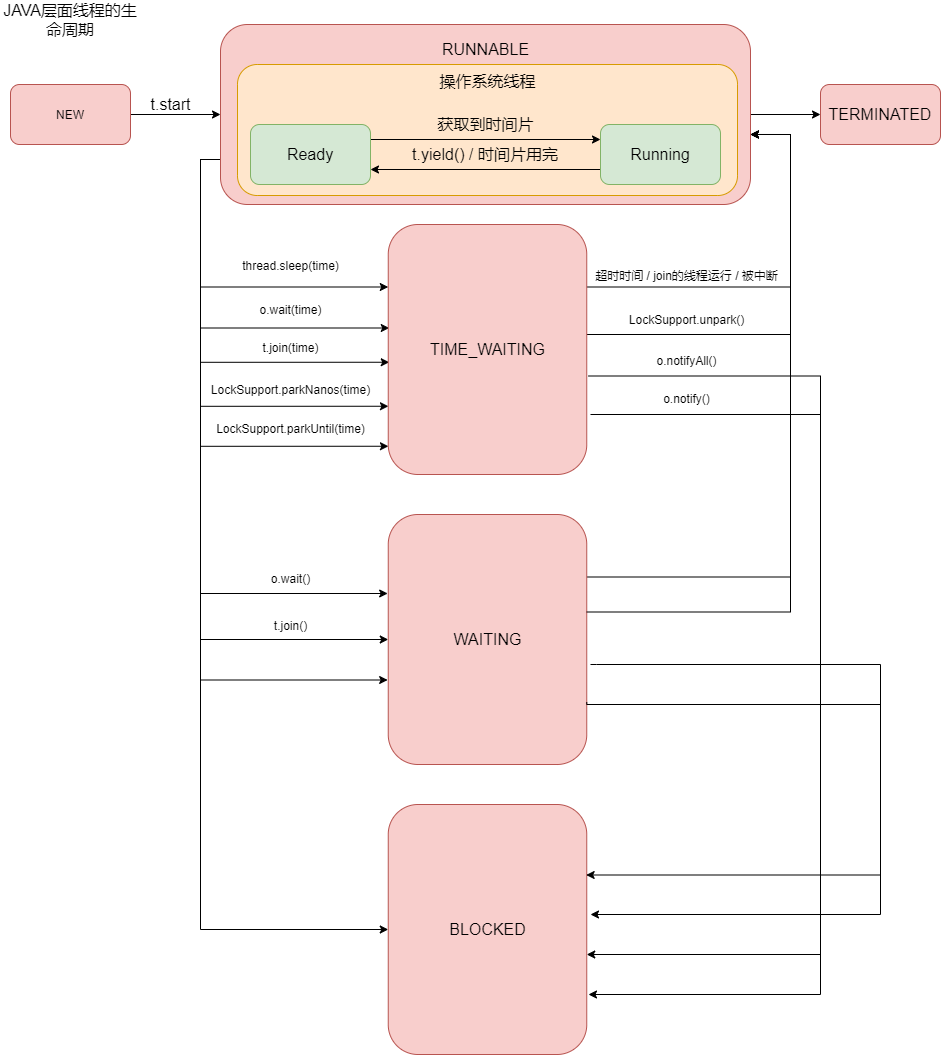 JAVA层面线程的生
命周期
RUNNABLE
操作系统线程
NEW
t.start
获取到时间片
TERMINATED
Ready
t.yield() / 时间片用完
Running
thread.sleep(time)
超时时间 / join的线程运行 / 被中断
o.wait(time)
LockSupport.unpark()
t.join(time)
TIME_WAITING
o.notifyAll()
LockSupport.parkNanos(time)
o.notify()
LockSupport.parkUntil(time)
o.wait()
t.join()
WAITING
BLOCKED